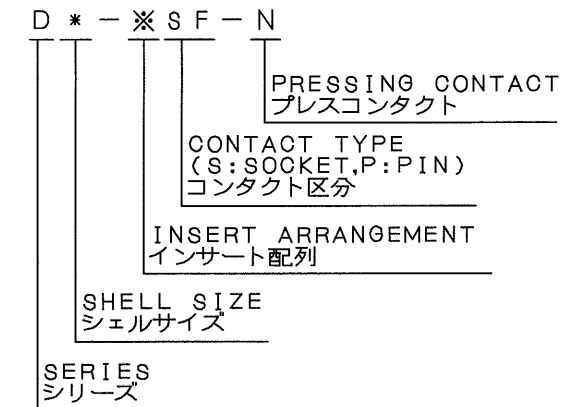 D * － ※ S F － N
PRESSING CONTACT
プレスコンタクト
CONTACT TYPE
(S:SOCKET,P:PIN)
コンタクト区分
INSERT ARRANGEMENT
インサート配列
SHELL SIZE
シェルサイズ
SERIES
シリーズ